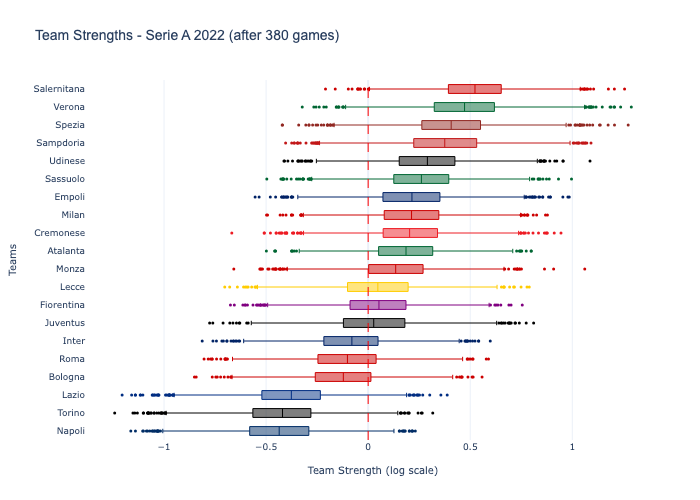 Team Strengths - Serie A 2022 (after 380 games)
Salernitana
Verona
Spezia
Sampdoria
Udinese
Sassuolo
Empoli
Milan
Cremonese
Atalanta
Monza
Lecce
Fiorentina
Juventus
Inter
Roma
Bologna
Lazio
Torino
Napoli
Teams
−1 −0.5 0 0.5 1
Team Strength (log scale)